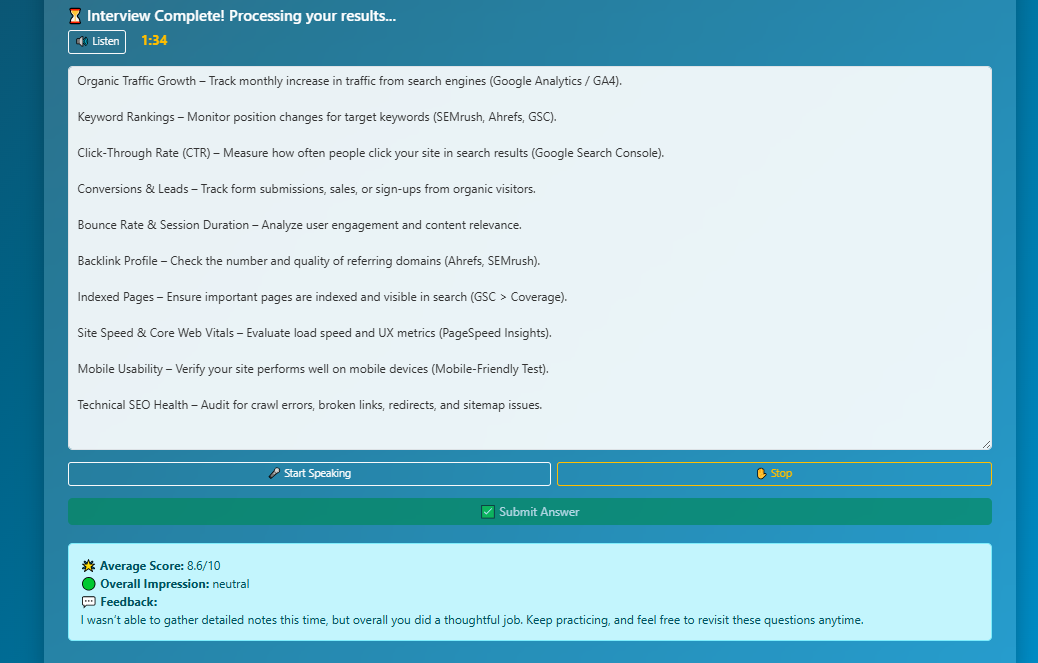 ⏳ Interview Complete! Processing your results...
🔊 Listen 1:34
Organic Traffic Growth – Track monthly increase in traffic from search engines (Google Analytics / GA4).
Keyword Rankings – Monitor position changes for target keywords (SEMrush, Ahrefs, GSC).
Click-Through Rate (CTR) – Measure how often people click your site in search results (Google Search Console).
Conversions & Leads – Track form submissions, sales, or sign-ups from organic visitors.
Bounce Rate & Session Duration – Analyze user engagement and content relevance.
Backlink Profile – Check the number and quality of referring domains (Ahrefs, SEMrush).
Indexed Pages – Ensure important pages are indexed and visible in search (GSC > Coverage).
Site Speed & Core Web Vitals – Evaluate load speed and UX metrics (PageSpeed Insights).
Mobile Usability – Verify your site performs well on mobile devices (Mobile-Friendly Test).
Technical SEO Health – Audit for crawl errors, broken links, redirects, and sitemap issues.
🎤 Start Speaking
✋ Stop
✅ Submit Answer
🌟 Average Score: 8.6/10
🟢 Overall Impression: neutral
💬 Feedback:
I wasn't able to gather detailed notes this time, but overall you did a thoughtful job. Keep practicing, and feel free to revisit these questions anytime.